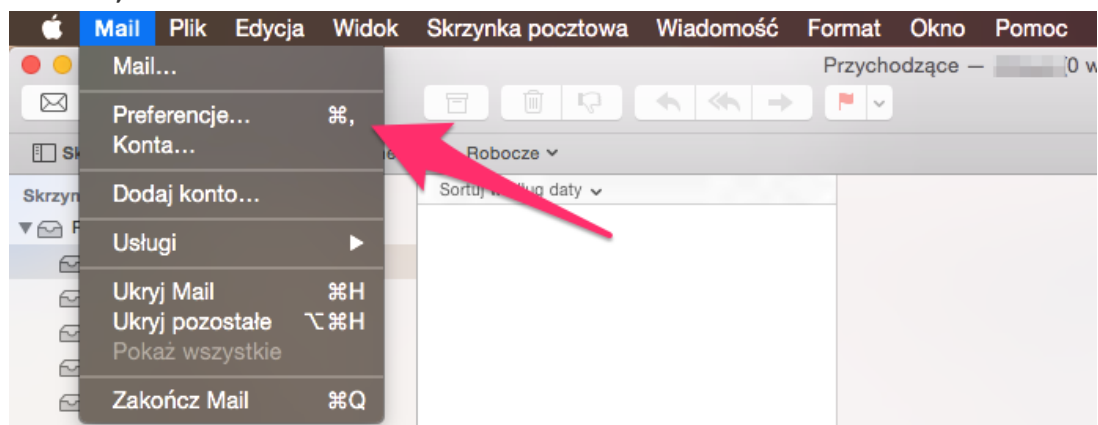 Mail Plik Edycja Widok Skrzynka pocztowa Wiadomość Format Okno Pomoc
Przychodzące —
Mail...
Preferencje... ⌘,
Konta...
Robocze
Sortuj według daty
Dodaj konto...
Usługi
Ukryj Mail ⌘H
Ukryj pozostałe ⌥⌘H
Pokaż wszystkie
Zakończ Mail ⌘Q